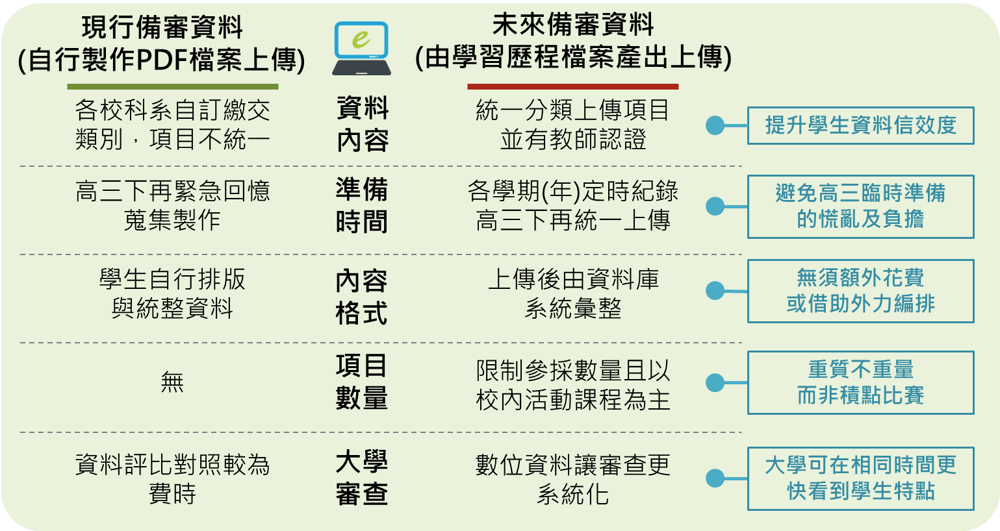 現行備審資料
(自行製作PDF檔案上傳)
e
未來備審資料
(由學習歷程檔案產出上傳)
各校科系自訂繳交
類別，項目不統一
資料
內容
統一分類上傳項目
並有教師認證
提升學生資料信效度
高三下再緊急回憶
蒐集製作
準備
時間
各學期(年)定時紀錄
高三下再統一上傳
避免高三臨時準備
的慌亂及負擔
學生自行排版
與統整資料
內容
格式
上傳後由資料庫
系統彙整
無須額外花費
或借助外力編排
無
項目
數量
限制參採數量且以
校內活動課程為主
重質不重量
而非積點比賽
資料評比對照較為
費時
大學
審查
數位資料讓審查更
系統化
大學可在相同時間更
快看到學生特點